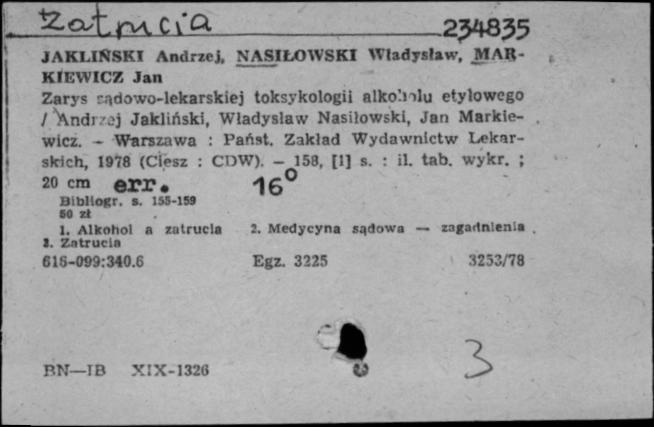 Zatrucia 234835
JAKLIŃSKI Andrzej, NASIŁOWSKI Władysław, MAR-
KIEWICZ Jan
Zarys sądowo-lekarskiej toksykologii alkoholu etylowego
/ Andrzej Jakliński, Władysław Nasiłowski, Jan Markie-
wicz. — Warszawa : Państ. Zakład Wydawnictw Lekar-
skich, 1978 (Ciesz : CDW). — 158, [1] s. : il. tab. wykr. ;
20 cm err. 16°
Bibliogr. s. 155-159
50 zł
1. Alkohol a zatrucia 2. Medycyna sądowa — zagadnienia
3. Zatrucia
616-099:340.6 Egz. 3225 3253/78
BN—IB XIX-1326 3